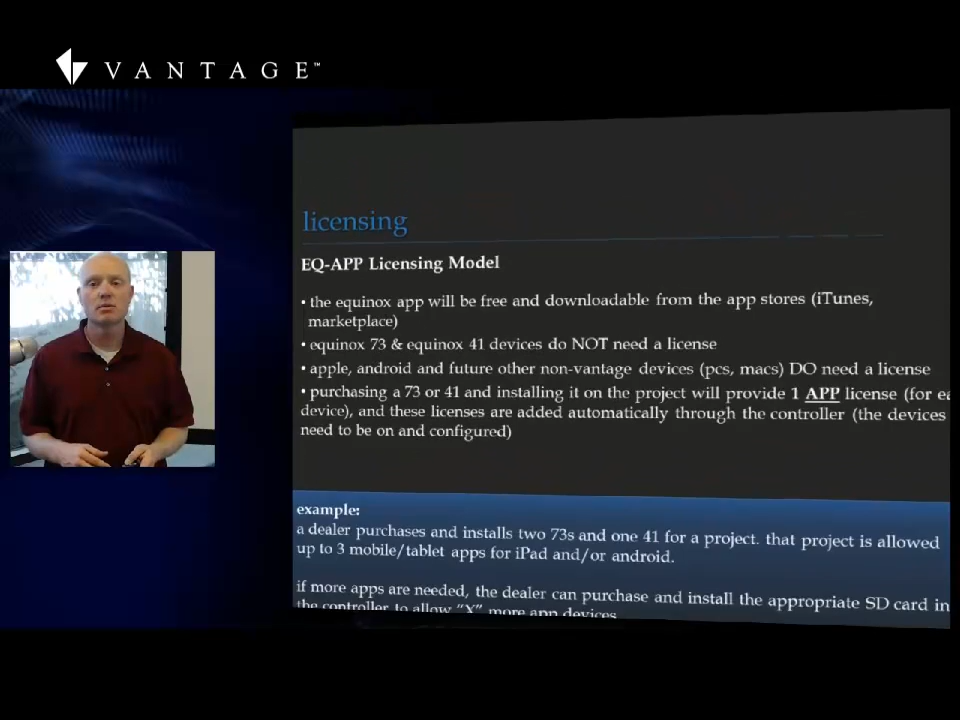 VANTAGE™
licensing
EQ-APP Licensing Model
• the equinox app will be free and downloadable from the app stores (iTunes,
marketplace)
• equinox 73 & equinox 41 devices do NOT need a license
• apple, android and future other non-vantage devices (pcs, macs) DO need a license
• purchasing a 73 or 41 and installing it on the project will provide 1 APP license (for ea
device), and these licenses are added automatically through the controller (the devices
need to be on and configured)
example:
a dealer purchases and installs two 73s and one 41 for a project. that project is allowed
up to 3 mobile/tablet apps for iPad and/or android.
if more apps are needed, the dealer can purchase and install the appropriate SD card in
the controller to allow “X” more app devices